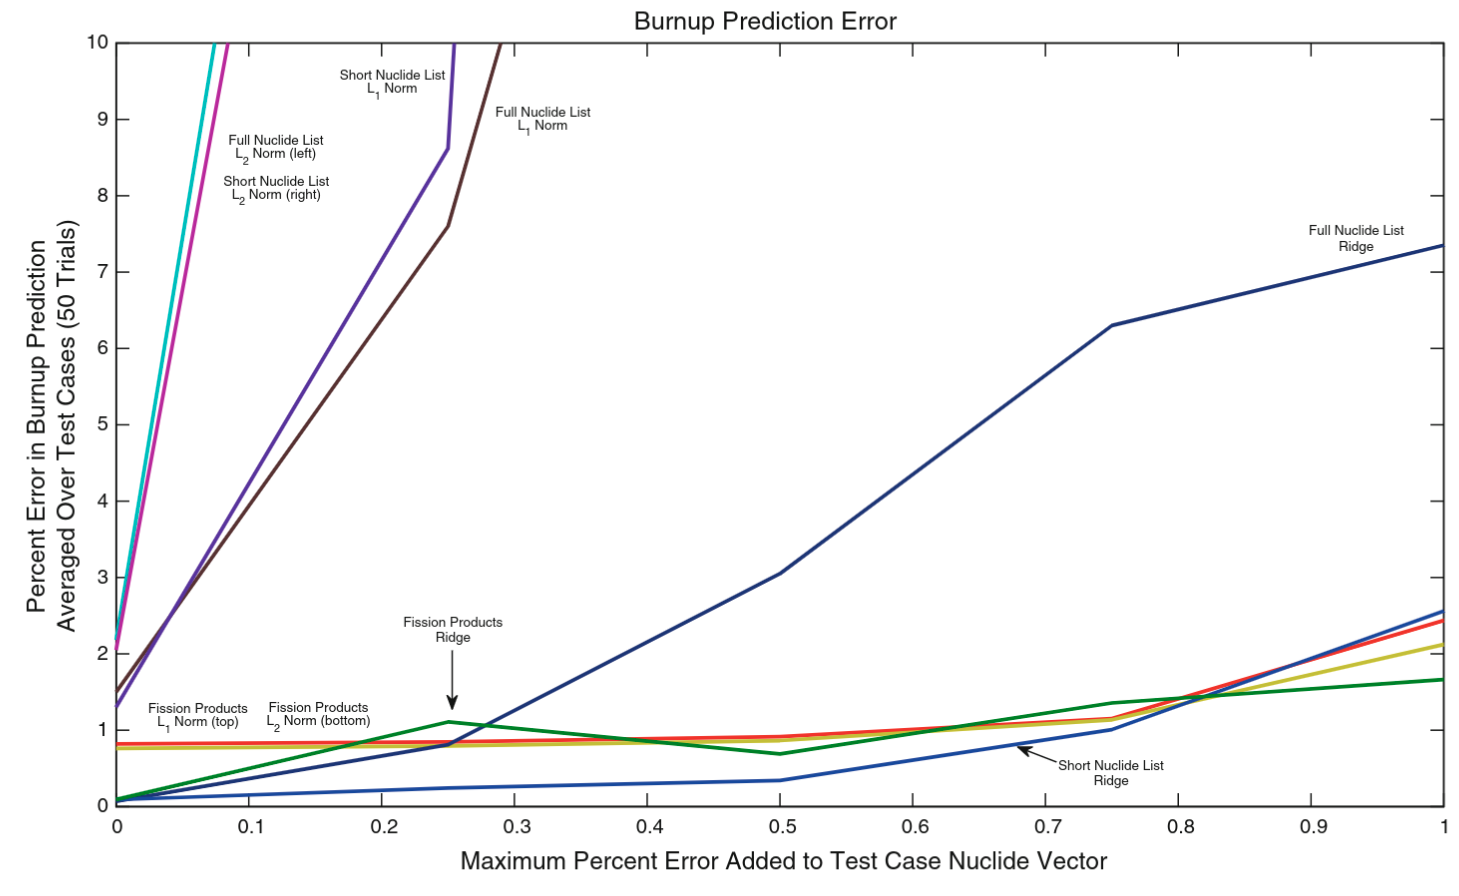 Burnup Prediction Error
Percent Error in Burnup Prediction
Averaged Over Test Cases (50 Trials)
10
9
8
7
6
5
4
3
2
1
0
Short Nuclide List
L1 Norm
Full Nuclide List
L1 Norm
Full Nuclide List
L2 Norm (left)
Short Nuclide List
L2 Norm (right)
Full Nuclide List
Ridge
Fission Products
Ridge
Fission Products
L1 Norm (top)
Fission Products
L2 Norm (bottom)
Short Nuclide List
Ridge
0 0.1 0.2 0.3 0.4 0.5 0.6 0.7 0.8 0.9 1
Maximum Percent Error Added to Test Case Nuclide Vector